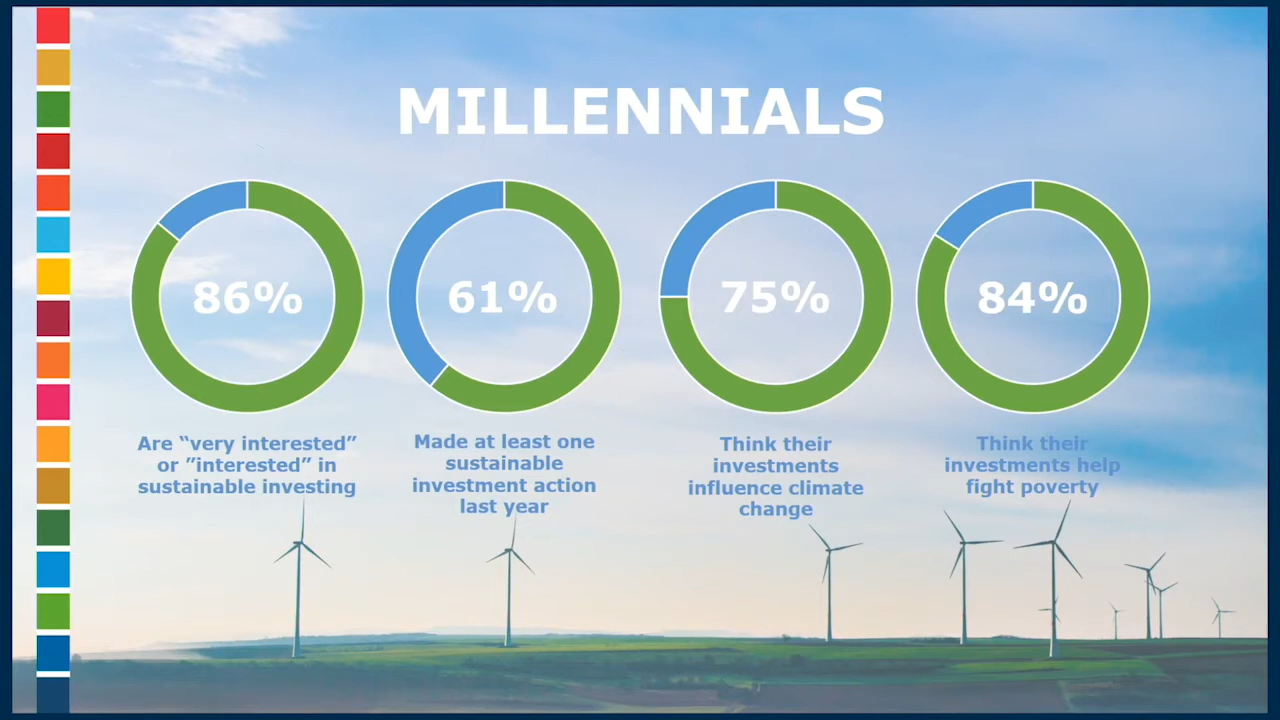 MILLENNIALS
86%
61%
75%
84%
Are “very interested”
or ”interested” in
sustainable investing
Made at least one
sustainable
investment action
last year
Think their
investments
influence climate
change
Think their
investments help
fight poverty